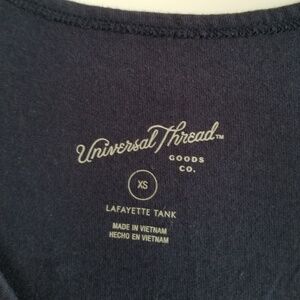 Universal Thread™
GOODS
CO.
XS
LAFAYETTE TANK
MADE IN VIETNAM
HECHO EN VIETNAM